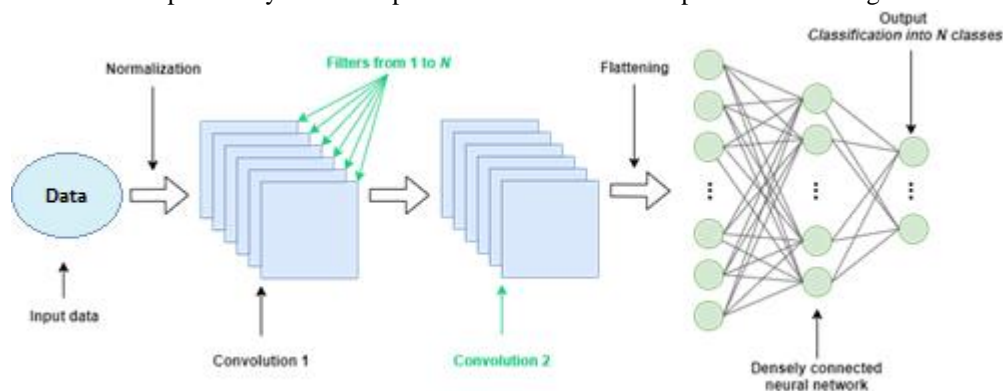 Output
Classification into N classes
Normalization
Filters from 1 to N
Flattening
Data
Input data
Convolution 1
Convolution 2
Densely connected
neural network